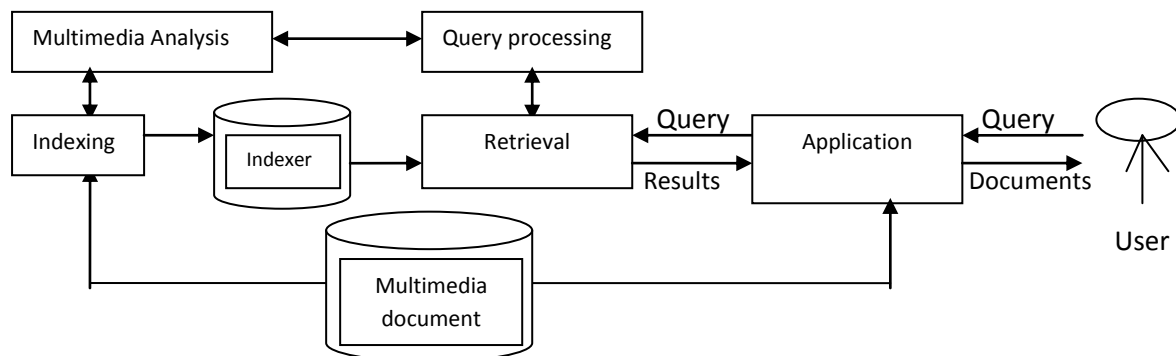 Multimedia Analysis
Query processing
Indexing
Indexer
Retrieval
Query
Results
Application
Query
Documents
User
Multimedia
document